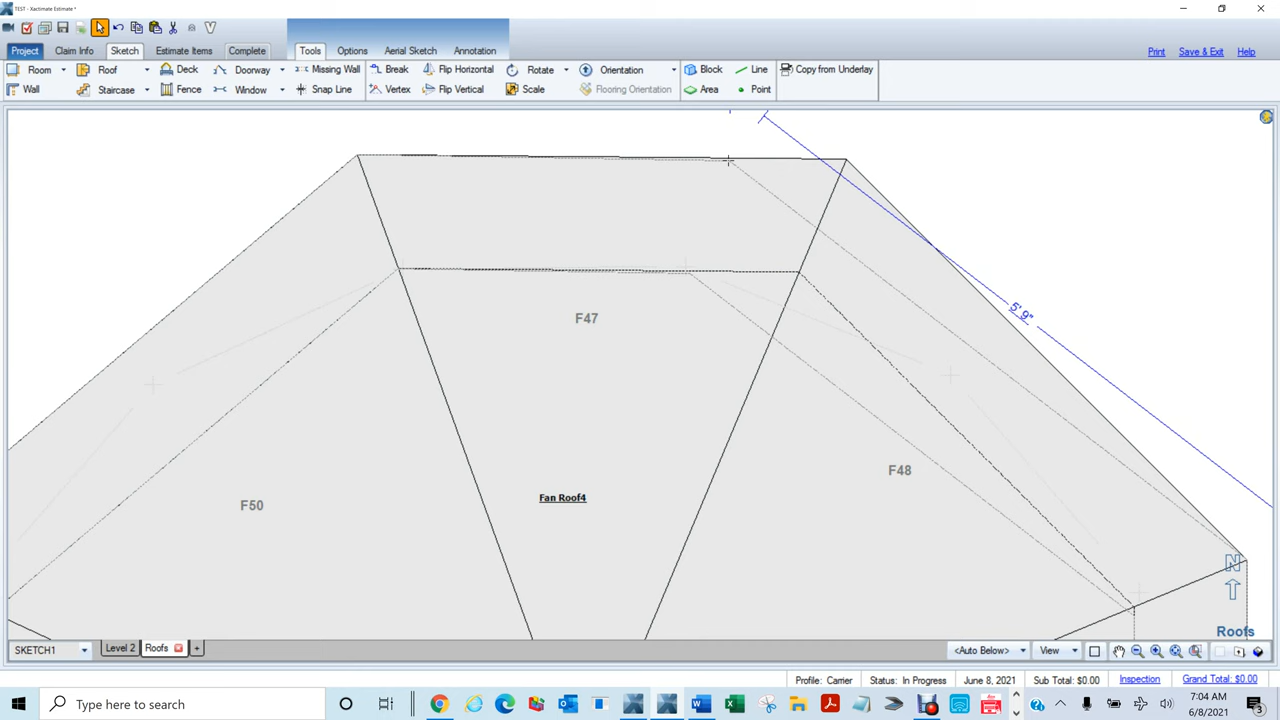 TEST - Xactimate Estimate *
Project Claim Info Sketch Estimate Items Complete Tools Options Aerial Sketch Annotation
Print Save & Exit Help
Room Roof Deck Doorway Missing Wall Break Flip Horizontal Rotate Orientation Block Line Copy from Underlay
Wall Staircase Fence Window Snap Line Vertex Flip Vertical Scale Flooring Orientation Area Point
5' 9"
F47
F48
Fan Roof4
F50
N
Roofs
SKETCH1 Level 2 Roofs + <Auto Below> View
Profile: Carrier Status: In Progress June 8, 2021 Sub Total: $0.00 Inspection Grand Total: $0.00
Type here to search
7:04 AM
6/8/2021
3